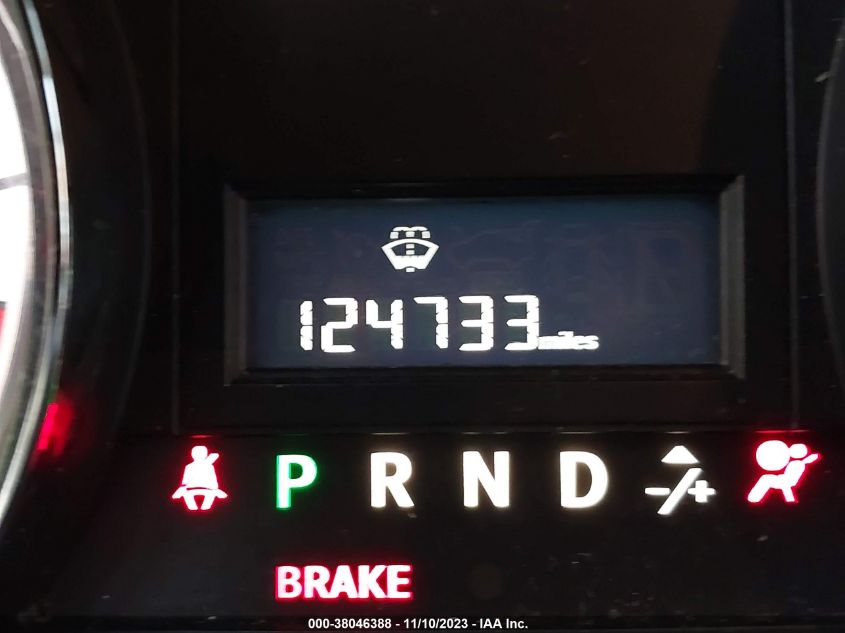 124733 miles
P R N D -/+
BRAKE
000-38046388 - 11/10/2023 - IAA Inc.